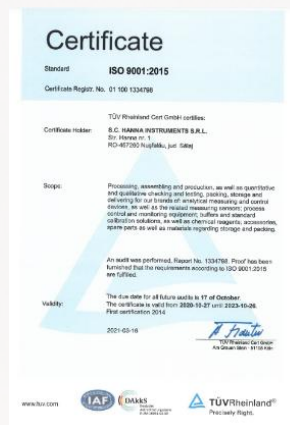 Certificate
Standard ISO 9001:2015
Certificate Registr. No. 01 100 1334798
TÜV Rheinland Cert GmbH certifies:
Certificate Holder: S.C. HANNA INSTRUMENTS S.R.L.
Str. Hanna nr. 1
RO-457260 Nuşfalău, jud. Sălaj
Scope: Processing, assembling and production, as well as quantitative
and qualitative checking and testing, packing, storage and
delivering for our brands of: analytical measuring and control
devices, as well as the related measuring sensors; process
control and monitoring equipment; buffers and standard
calibration solutions, as well as chemical reagents, accessories,
spare parts as well as materials regarding storage and packing.
An audit was performed, Report No. 1334798. Proof has been
furnished that the requirements according to ISO 9001:2015
are fulfilled.
Validity: The due date for all future audits is 17 of October.
The certificate is valid from 2020-10-27 until 2023-10-26.
First certification 2014
2021-03-16
TÜV Rheinland Cert GmbH
Am Grauen Stein · 51105 Köln
www.tuv.com
IAF
DAkkS
TÜVRheinland®
Precisely Right.